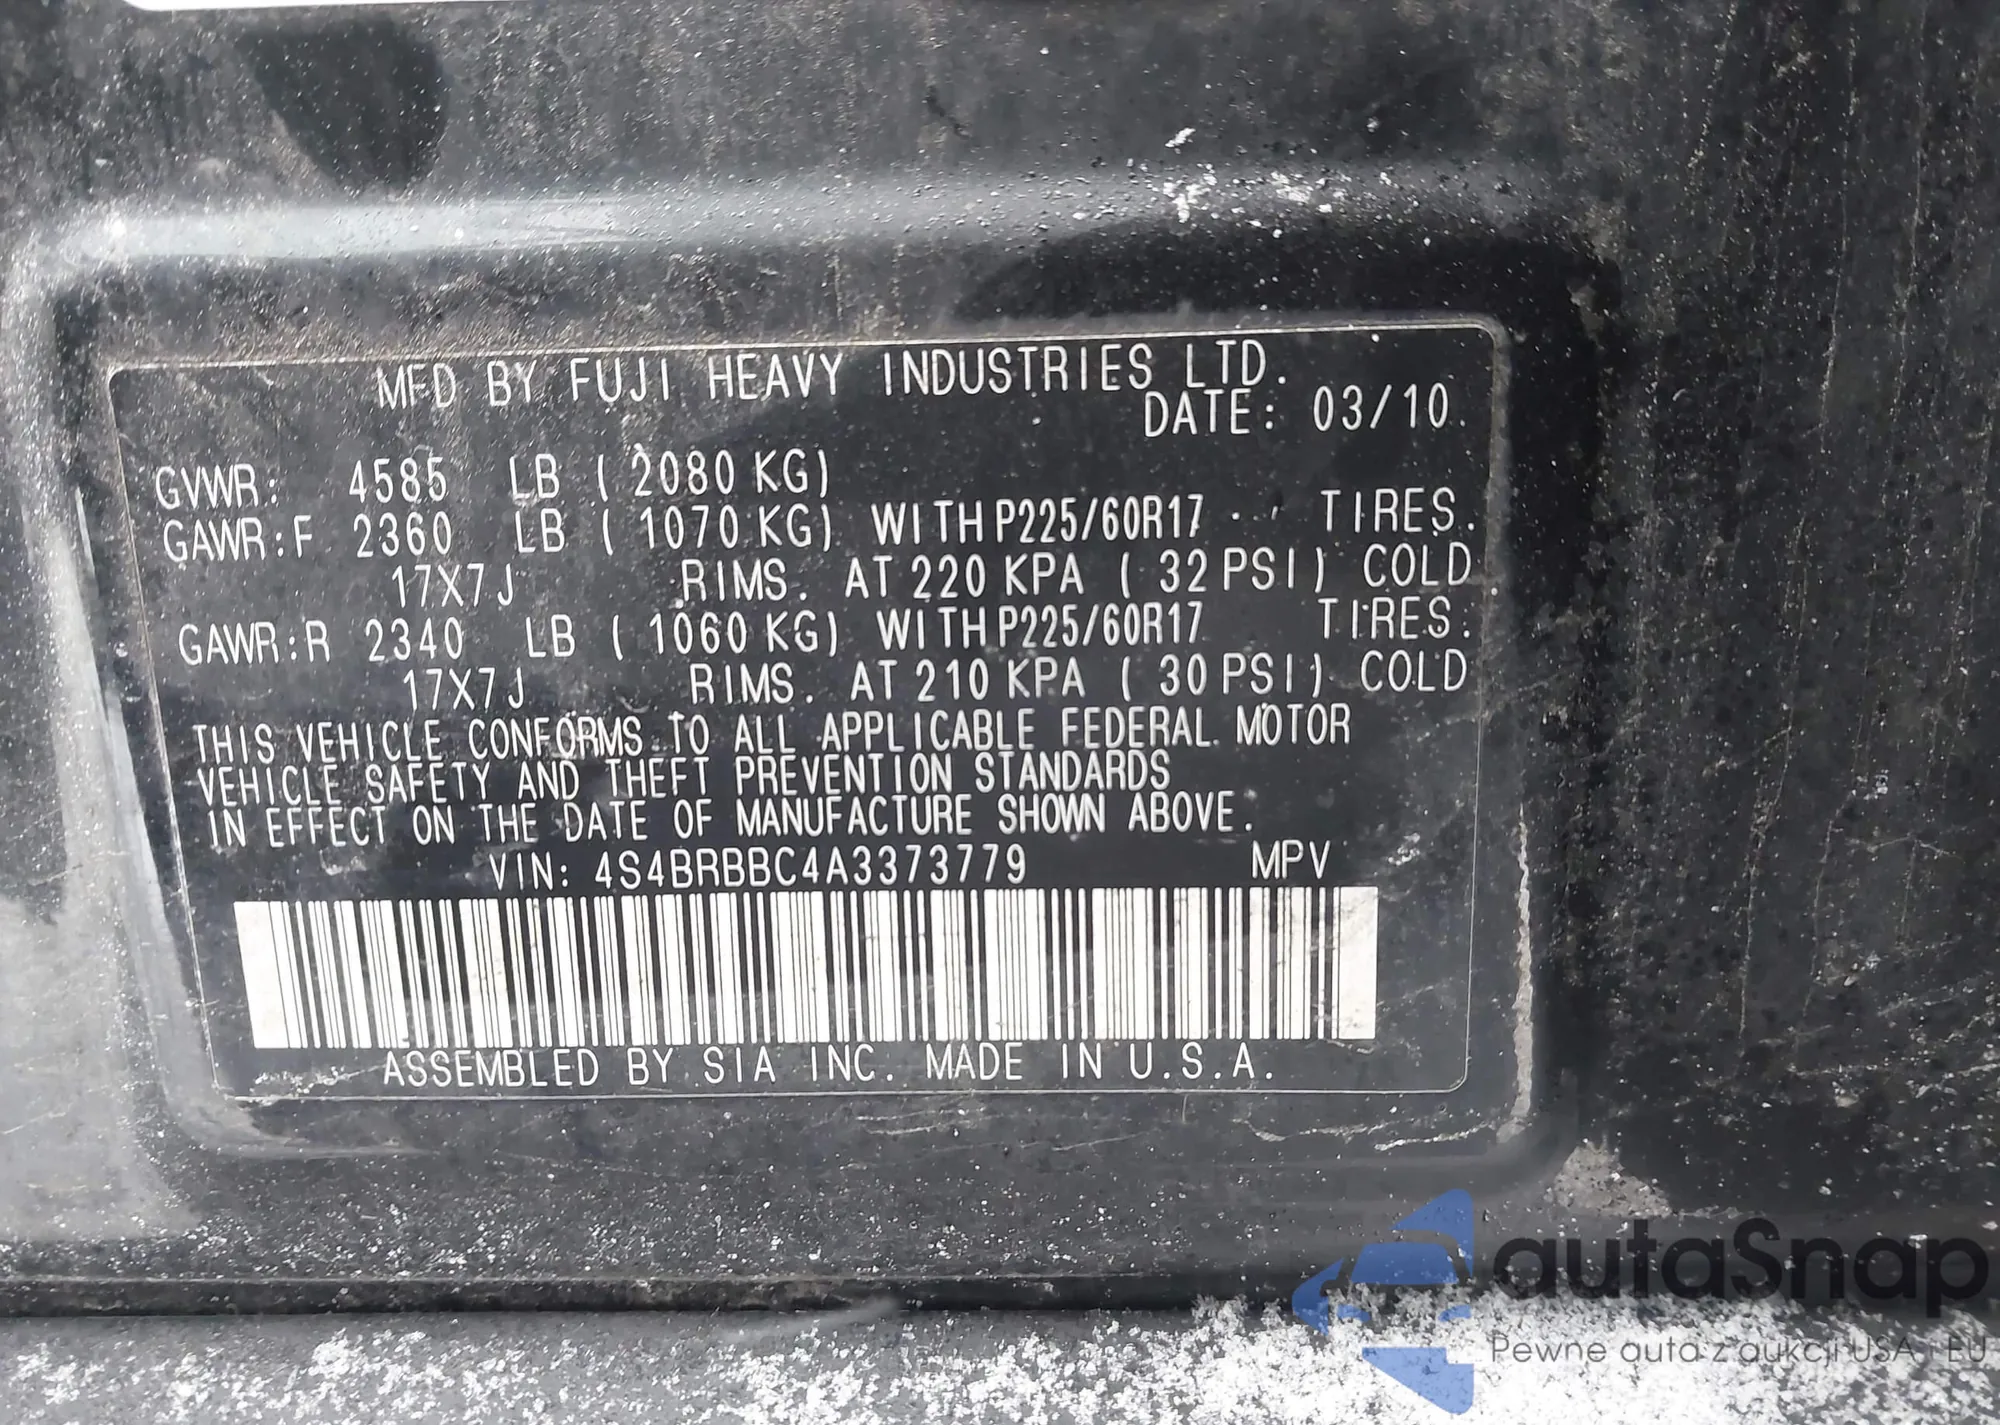 MFD BY FUJI HEAVY INDUSTRIES LTD.
DATE: 03/10
GVWR: 4585 LB (2080 KG)
GAWR:F 2360 LB (1070 KG) WITH P225/60R17 TIRES.
17X7J RIMS. AT 220 KPA (32 PSI) COLD
GAWR:R 2340 LB (1060 KG) WITH P225/60R17 TIRES.
17X7J RIMS. AT 210 KPA (30 PSI) COLD
THIS VEHICLE CONFORMS TO ALL APPLICABLE FEDERAL MOTOR
VEHICLE SAFETY AND THEFT PREVENTION STANDARDS
IN EFFECT ON THE DATE OF MANUFACTURE SHOWN ABOVE.
VIN: 4S4BRBBC4A3373779 MPV
ASSEMBLED BY SIA INC. MADE IN U.S.A.
autaSnap
Pewne auta z aukcji USA i EU